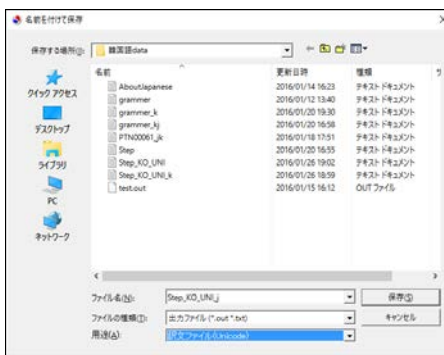 名前を付けて保存
保存する場所(I): 韓国語data
名前 更新日時 種類 サ
AboutJapanese 2016/01/14 16:23 テキスト ドキュメント
grammer 2016/01/12 13:40 テキスト ドキュメント
grammer_k 2016/01/20 19:30 テキスト ドキュメント
grammer_kj 2016/01/20 16:58 テキスト ドキュメント
PTN00061_jk 2016/01/18 17:51 テキスト ドキュメント
Step 2016/01/20 16:55 テキスト ドキュメント
Step_KO_UNI 2016/01/26 19:02 テキスト ドキュメント
Step_KO_UNI_k 2016/01/26 18:59 テキスト ドキュメント
test.out 2016/01/15 16:12 OUT ファイル
クイック アクセス
デスクトップ
ライブラリ
PC
ネットワーク
ファイル名(N): Step_KO_UNI_j 保存(S)
ファイルの種類(T): 出力ファイル (*.out *.txt) キャンセル
用途(A): 訳文ファイル(Unicode)